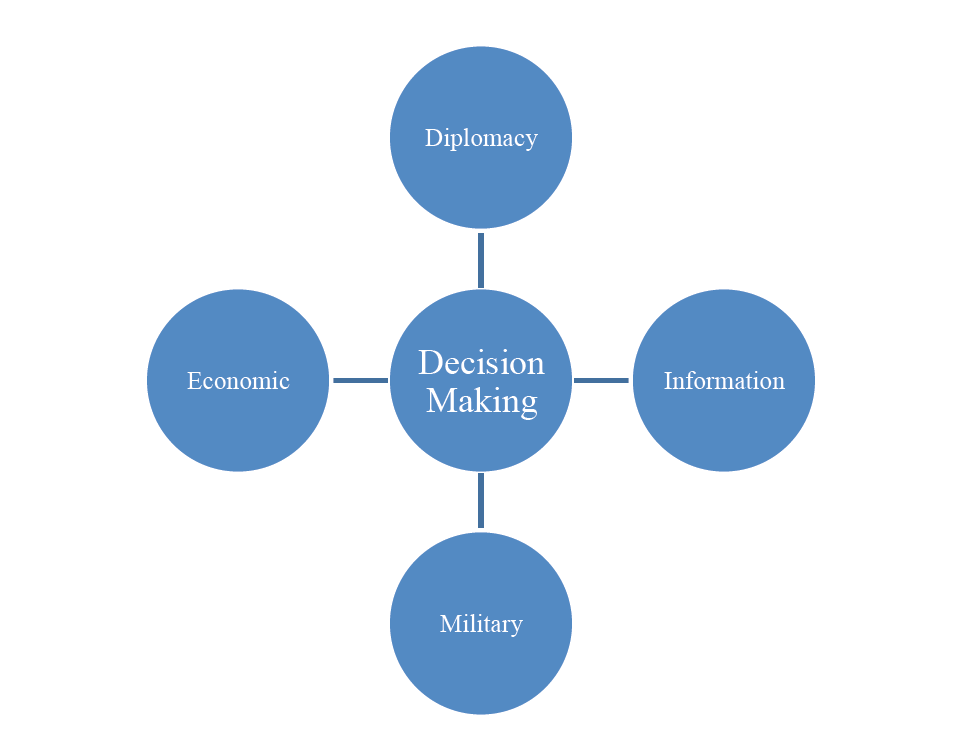 Diplomacy
Economic
Decision
Making
Information
Military